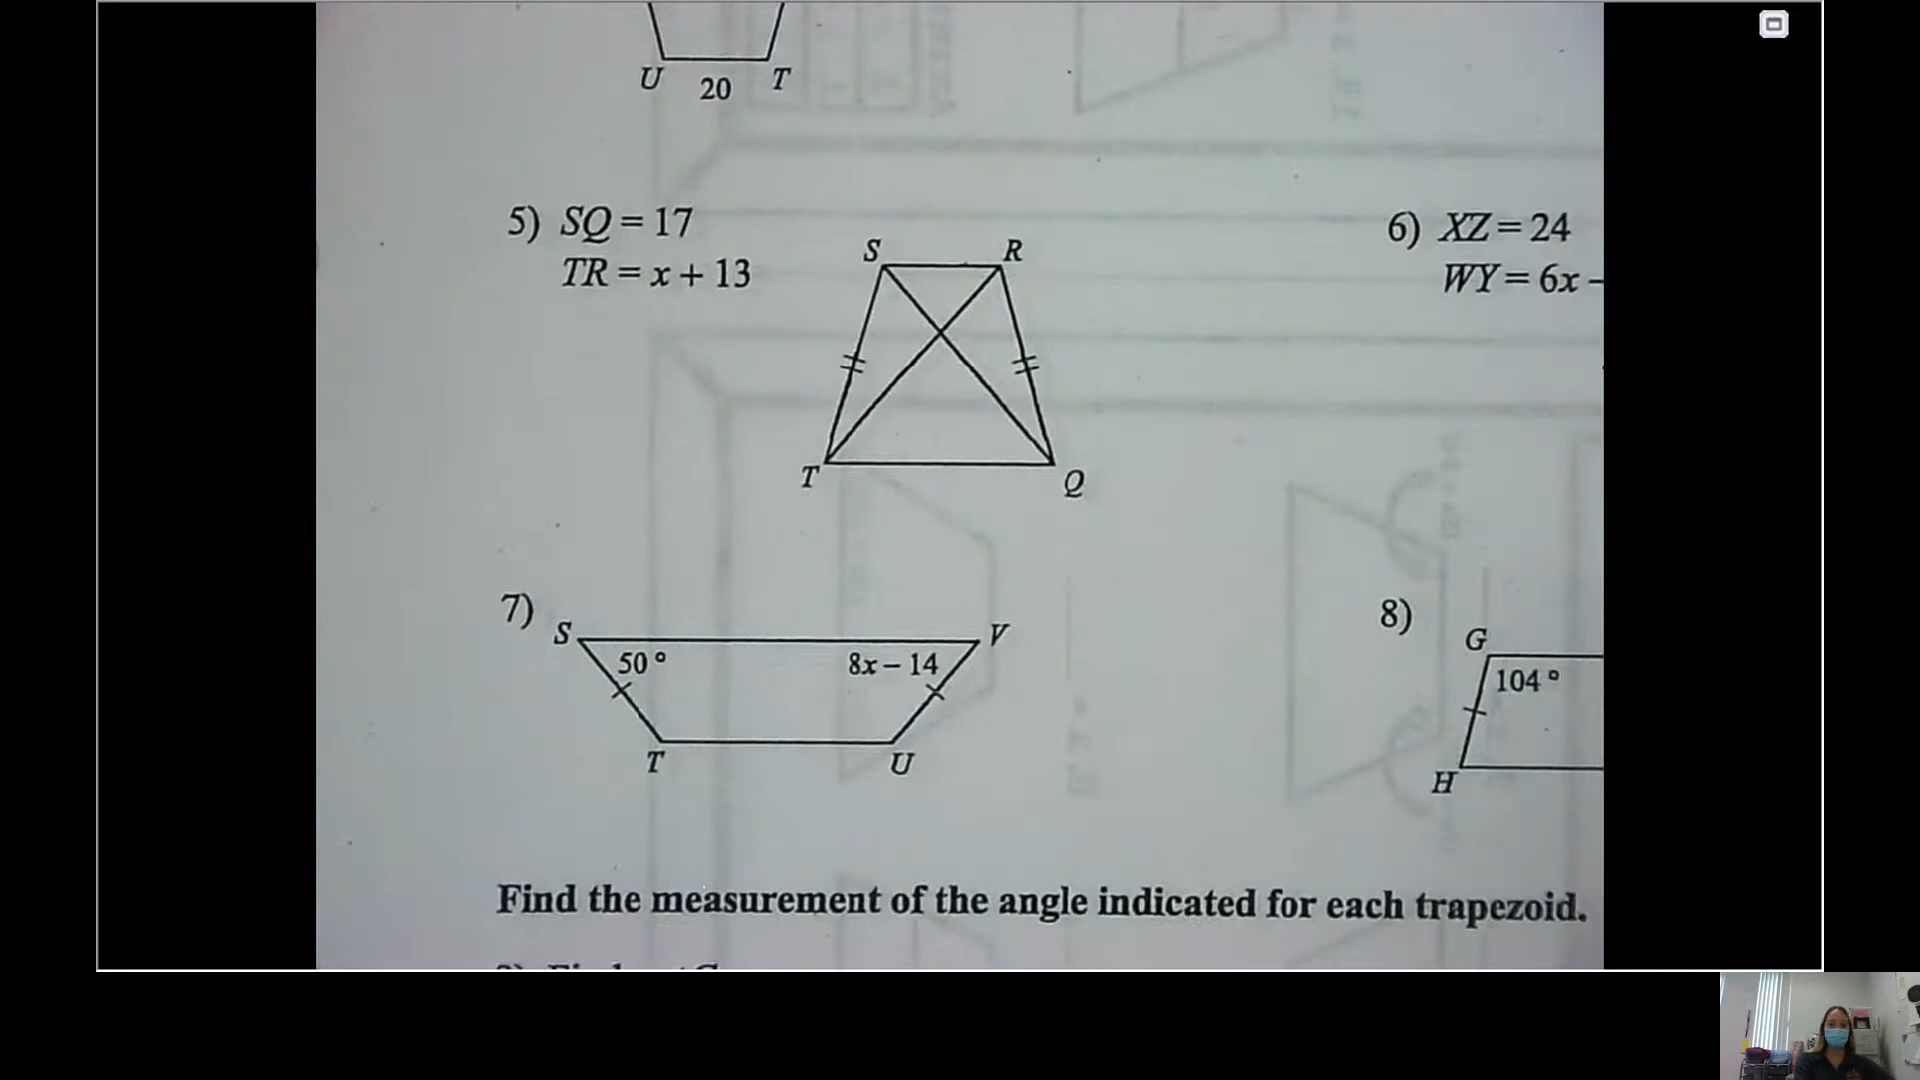 U 20 T
5) SQ = 17
TR = x + 13
S R
T Q
6) XZ = 24
WY = 6x –
7)
S V
50° 8x – 14
T U
8)
G
104°
H
Find the measurement of the angle indicated for each trapezoid.